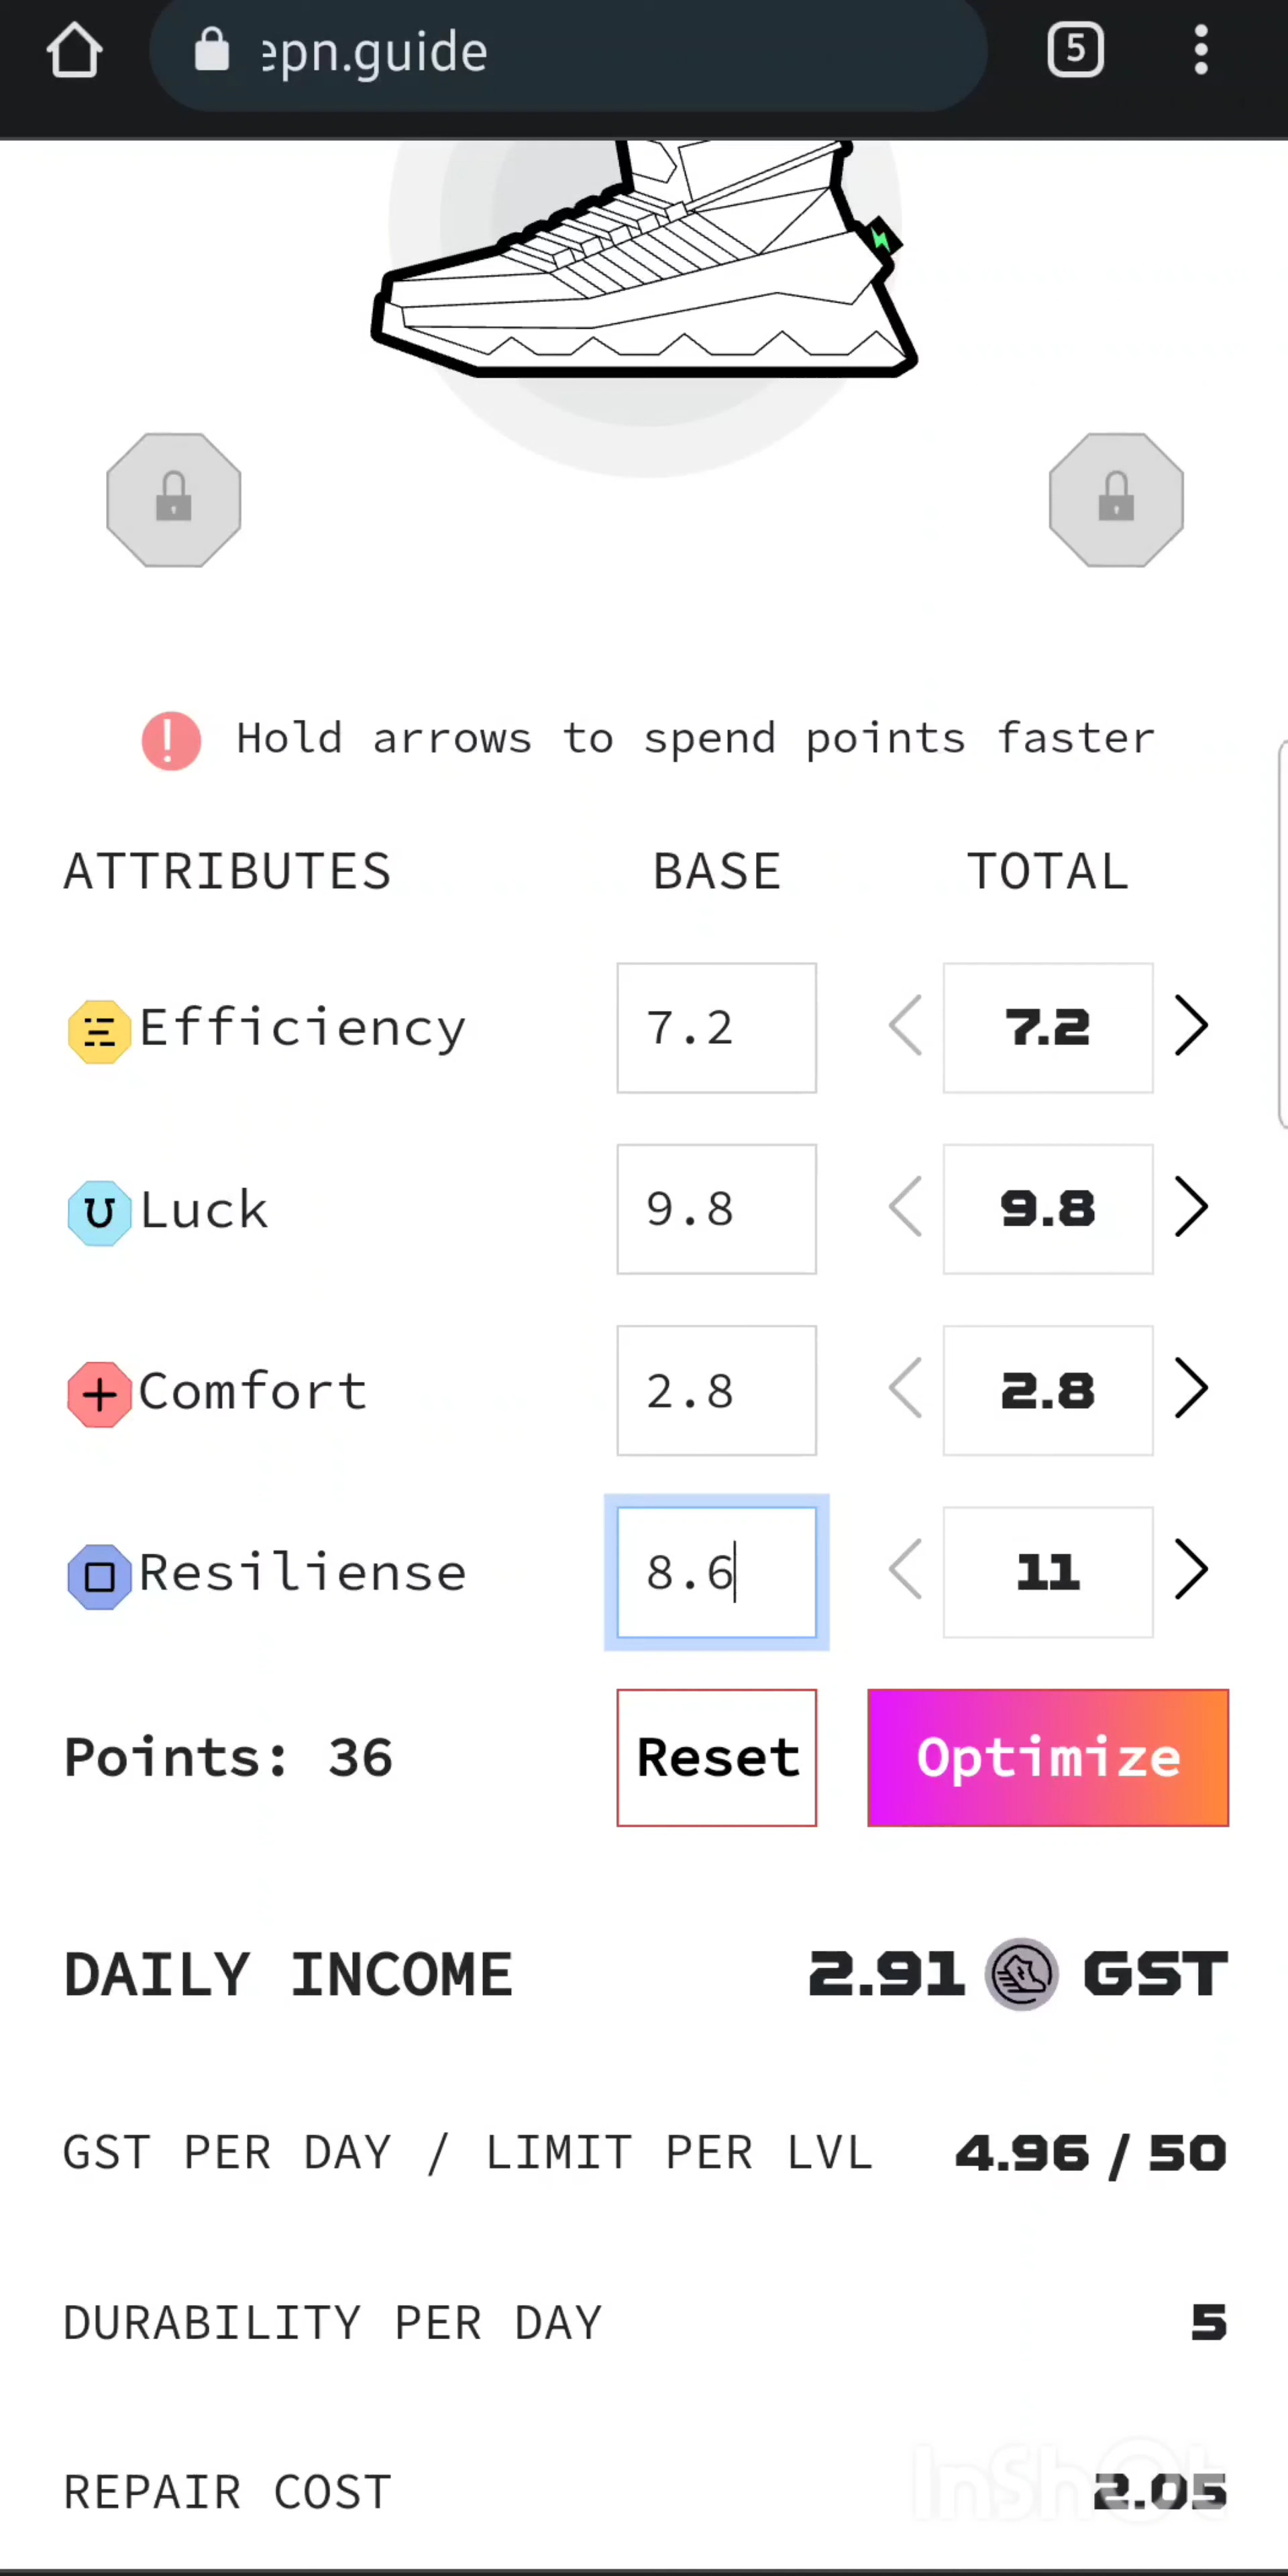 epn.guide
5
Hold arrows to spend points faster
ATTRIBUTES BASE TOTAL
Efficiency 7.2 7.2
Luck 9.8 9.8
Comfort 2.8 2.8
Resiliense 8.6 11
Points: 36 Reset Optimize
DAILY INCOME 2.91 GST
GST PER DAY / LIMIT PER LVL 4.96 / 50
DURABILITY PER DAY 5
REPAIR COST 2.05
InShOt